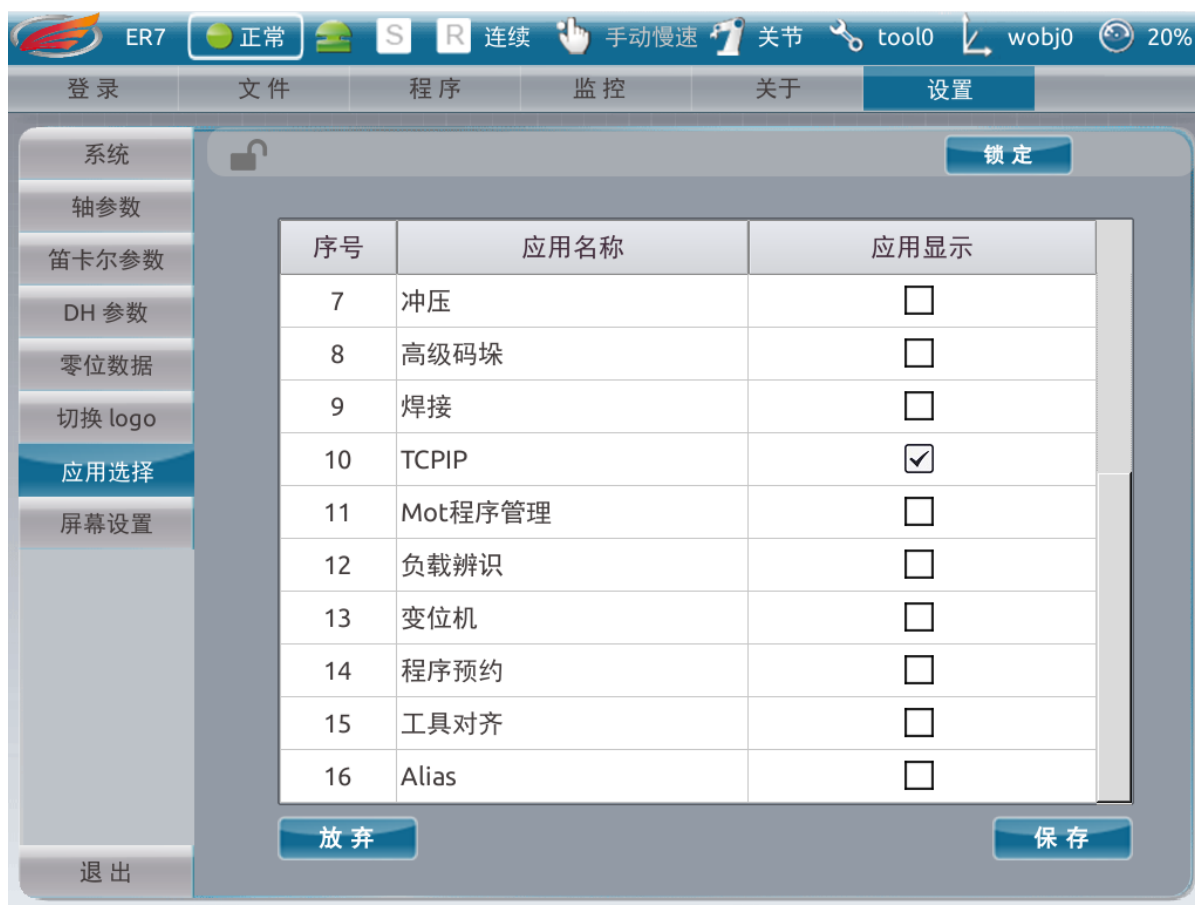 ER7 正常 S R 连续 手动慢速 关节 tool0 wobj0 20%
登录 文件 程序 监控 关于 设置
系统
锁定
轴参数
笛卡尔参数
DH 参数
零位数据
切换 logo
应用选择
屏幕设置
退出
序号 应用名称 应用显示
7 冲压
8 高级码垛
9 焊接
10 TCPIP
11 Mot程序管理
12 负载辨识
13 变位机
14 程序预约
15 工具对齐
16 Alias
放弃 保存